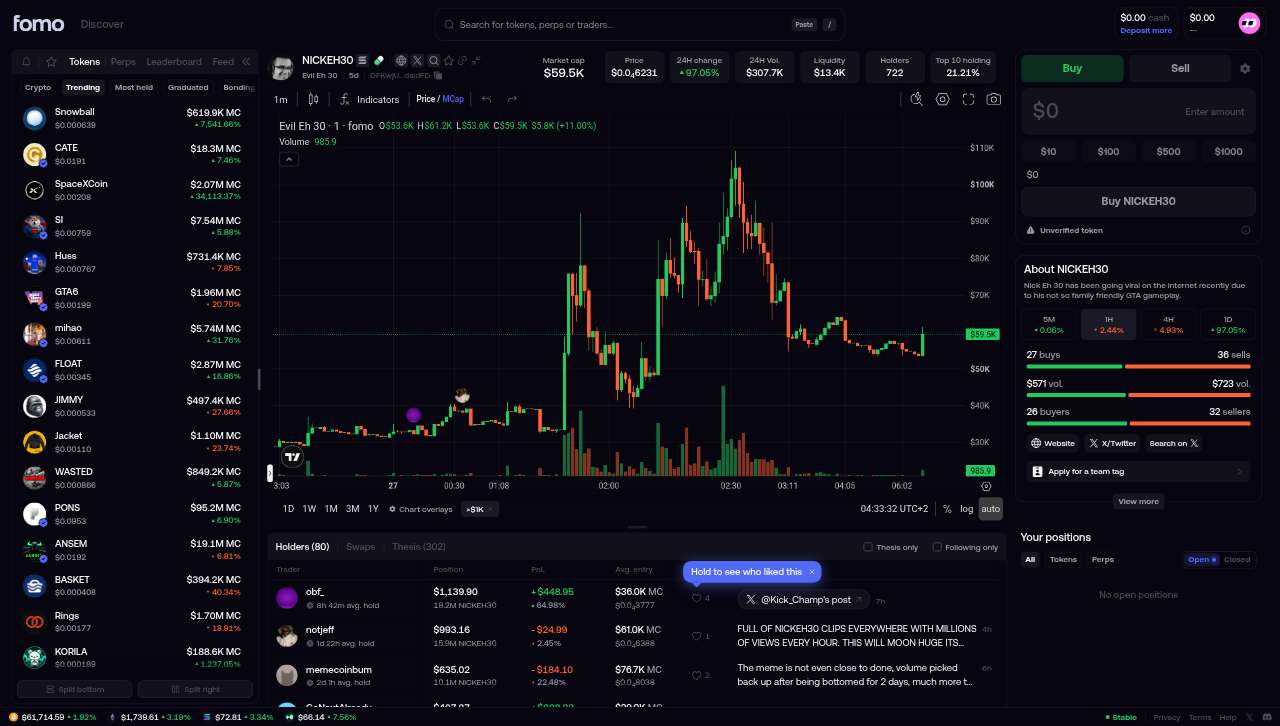 fomo Discover
Search for tokens, perps or traders... Paste /
$0.00 cash
Deposit more
$0.00
—
Tokens Perps Leaderboard Feed
Crypto Trending Most held Graduated Bonding
Snowball $619.9K MC
$0.000639 7,541.66%
CATE $18.3M MC
$0.0191 7.46%
SpaceXCoin $2.07M MC
$0.00208 34,113.37%
SI $7.54M MC
$0.00759 5.88%
Huss $731.4K MC
$0.000767 7.85%
GTA6 $1.96M MC
$0.00199 20.70%
mihao $5.74M MC
$0.00611 31.76%
FLOAT $2.87M MC
$0.00345 16.86%
JIMMY $497.4K MC
$0.000533 27.66%
Jacket $1.10M MC
$0.00110 23.74%
WASTED $849.2K MC
$0.000866 5.87%
PONS $95.2M MC
$0.0953 6.90%
ANSEM $19.1M MC
$0.0192 6.81%
BASKET $394.2K MC
$0.000408 40.34%
Rings $1.70M MC
$0.00177 18.91%
KORILA $188.6K MC
$0.000189 1,237.05%
Split bottom Split right
NICKEH30
Evil Eh 30 5d
Market cap
$59.5K
Price
$0.0₄6231
24H change
97.05%
24H Vol.
$307.7K
Liquidity
$13.4K
Holders
722
Top 10 holding
21.21%
1m Indicators Price / MCap
Evil Eh 30 · 1 · fomo O$53.6K H$61.2K L$53.6K C$59.5K $5.8K (+11.00%)
Volume 985.9
$110K
$100K
$90K
$80K
$70K
$59.5K
$50K
$40K
$30K
985.9
3:03 27 00:30 01:08 02:00 02:30 03:11 04:05 06:02
1D 1W 1M 3M 1Y Chart overlays >$1K 04:33:32 UTC+2 % log auto
Holders (80) Swaps Thesis (302) Thesis only Following only
Trader Position PnL Avg. entry
Hold to see who liked this ×
obf_ $1,139.90 +$448.95 $36.0K MC 4 @Kick_Champ's post 7h
8h 42m avg. hold 18.2M NICKEH30 64.98% $0.0₄3777
notjeff $993.16 -$24.99 $61.0K MC 1 FULL OF NICKEH30 CLIPS EVERYWHERE WITH MILLIONS 4h
1d 22h avg. hold 15.9M NICKEH30 2.45% $0.0₄6388 OF VIEWS EVERY HOUR. THIS WILL MOON HUGE ITS...
memecoinbum $635.02 -$184.10 $76.7K MC 2 The meme is not even close to done, volume picked 6h
2d 1h avg. hold 10.1M NICKEH30 22.48% $0.0₄8038 back up after being bottomed for 2 days, much more t...
Buy Sell
$0 Enter amount
$10 $100 $500 $1000
$0
Buy NICKEH30
Unverified token
About NICKEH30
Nick Eh 30 has been going viral on the internet recently due
to his not so family friendly GTA gameplay.
5M 1H 4H 1D
0.06% 2.44% 4.93% 97.05%
27 buys 36 sells
$571 vol. $723 vol.
26 buyers 32 sellers
Website X/Twitter Search on X
Apply for a team tag
View more
Your positions
All Tokens Perps Open Closed
No open positions
$61,714.59 1.92% $1,739.61 3.19% $72.81 3.34% $66.14 7.56%
Stable Privacy Terms Help